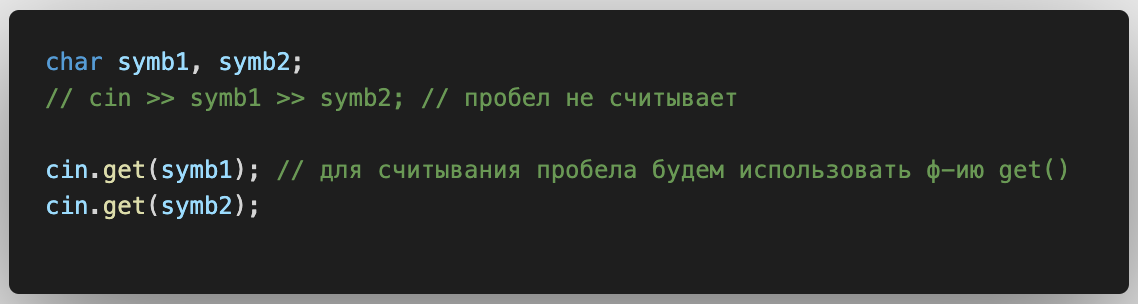 char symb1, symb2;
// cin >> symb1 >> symb2; // пробел не считывает
cin.get(symb1); // для считывания пробела будем использовать ф-ию get()
cin.get(symb2);